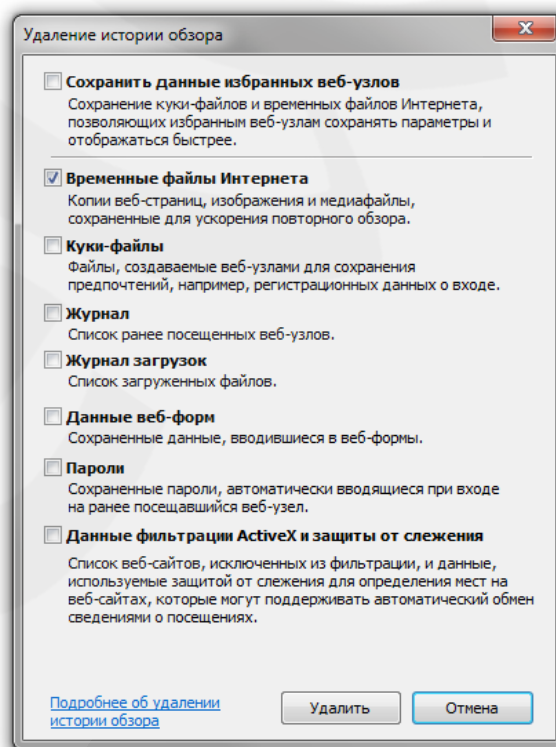 Удаление истории обзора
Сохранить данные избранных веб-узлов
Сохранение куки-файлов и временных файлов Интернета,
позволяющих избранным веб-узлам сохранять параметры и
отображаться быстрее.
Временные файлы Интернета
Копии веб-страниц, изображения и медиафайлы,
сохраненные для ускорения повторного обзора.
Куки-файлы
Файлы, создаваемые веб-узлами для сохранения
предпочтений, например, регистрационных данных о входе.
Журнал
Список ранее посещенных веб-узлов.
Журнал загрузок
Список загруженных файлов.
Данные веб-форм
Сохраненные данные, вводившиеся в веб-формы.
Пароли
Сохраненные пароли, автоматически вводящиеся при входе
на ранее посещавшийся веб-узел.
Данные фильтрации ActiveX и защиты от слежения
Список веб-сайтов, исключенных из фильтрации, и данные,
используемые защитой от слежения для определения мест на
веб-сайтах, которые могут поддерживать автоматический обмен
сведениями о посещениях.
Подробнее об удалении
истории обзора
Удалить
Отмена